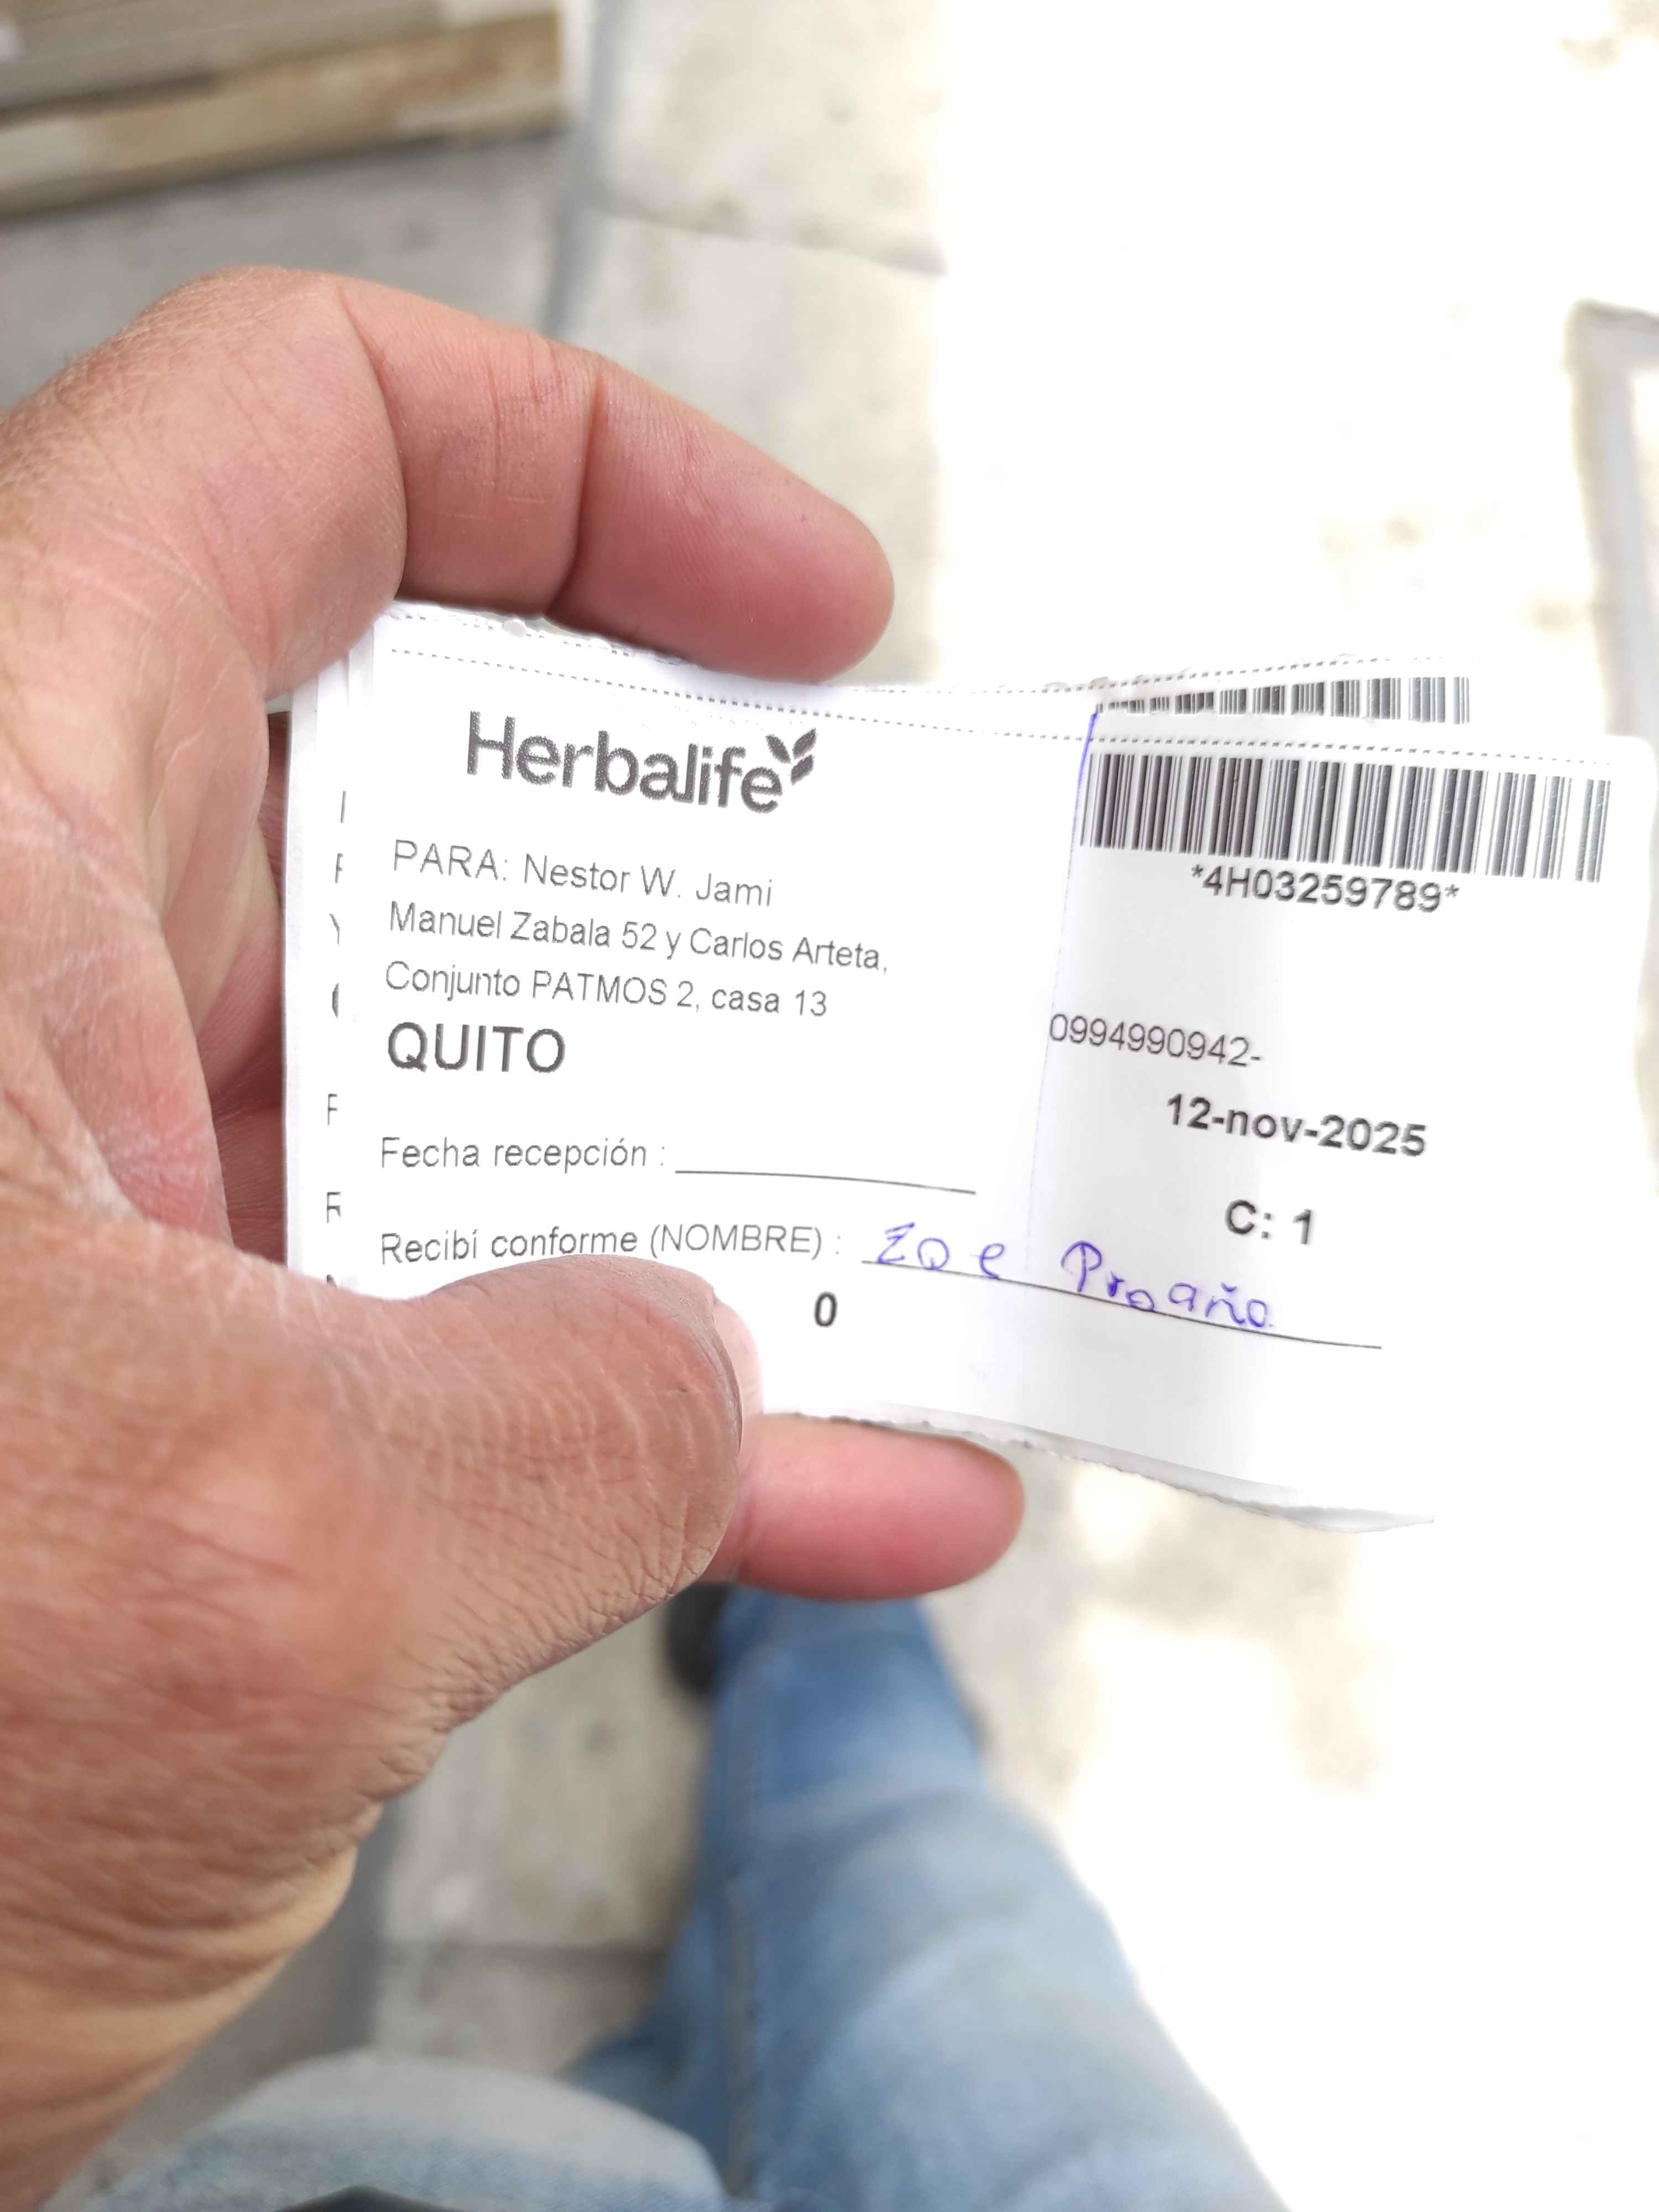 Herbalife
*4H03259789*
PARA: Nestor W. Jami
Manuel Zabala 52 y Carlos Arteta,
Conjunto PATMOS 2, casa 13
QUITO
0994990942-
12-nov-2025
Fecha recepción :
C: 1
Recibí conforme (NOMBRE) : Zoe Proaño
0